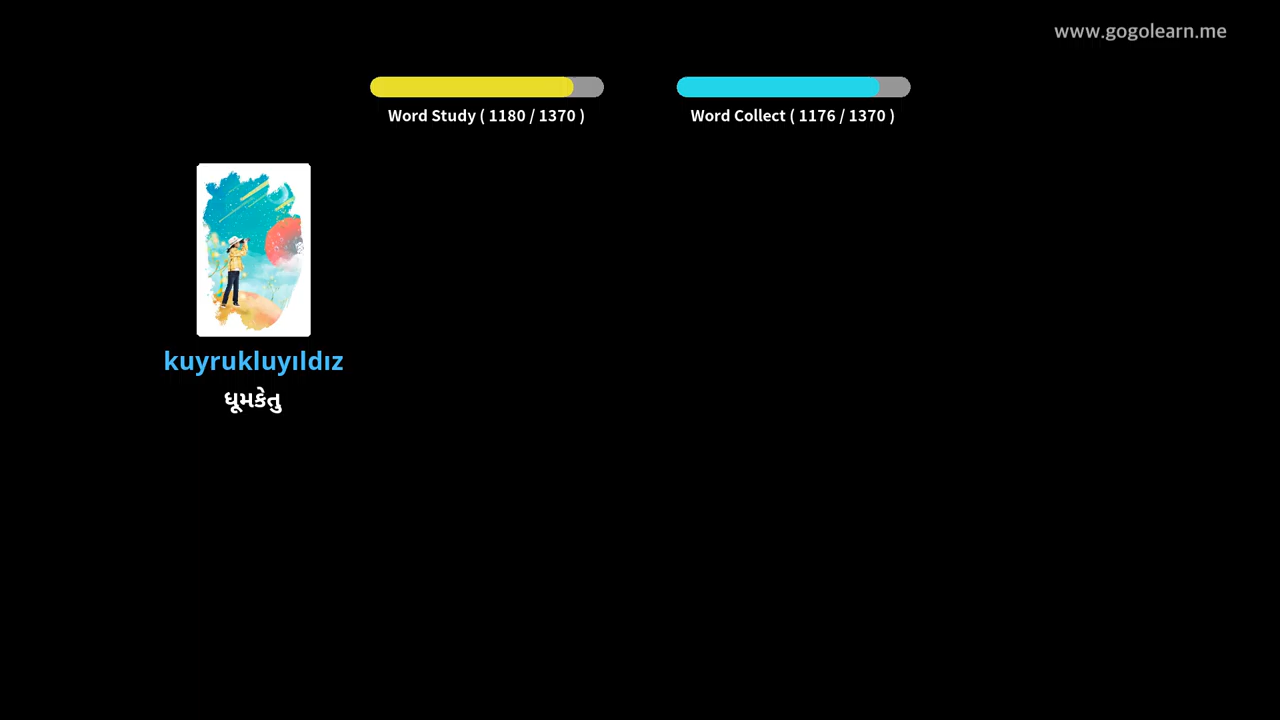 www.gogolearn.me
Word Study ( 1180 / 1370 )
Word Collect ( 1176 / 1370 )
kuyrukluyıldız
ધૂમકેતુ